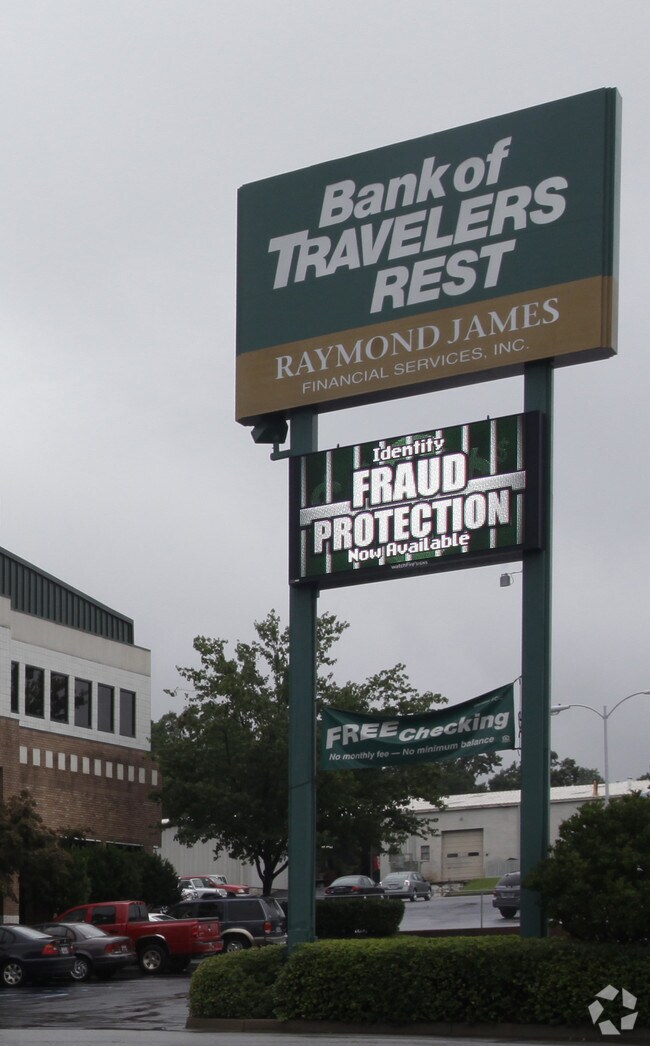 Bank of
TRAVELERS
REST
RAYMOND JAMES
FINANCIAL SERVICES, INC.
Identity
FRAUD
PROTECTION
Now Available
FREE Checking
No monthly fee — No minimum balance